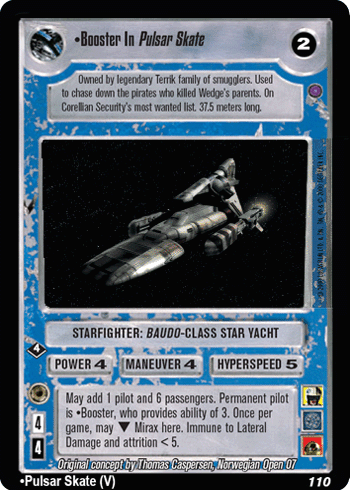 •Booster In Pulsar Skate
2
Owned by legendary Terrik family of smugglers. Used
to chase down the pirates who killed Wedge's parents. On
Corellian Security's most wanted list. 37.5 meters long.
STARFIGHTER: BAUDO-CLASS STAR YACHT
4
POWER 4
MANEUVER 4
HYPERSPEED 5
May add 1 pilot and 6 passengers. Permanent pilot
is •Booster, who provides ability of 3. Once per
game, may ▼ Mirax here. Immune to Lateral
Damage and attrition < 5.
4
4
Original concept by Thomas Caspersen, Norwegian Open 07
•Pulsar Skate (V)
110